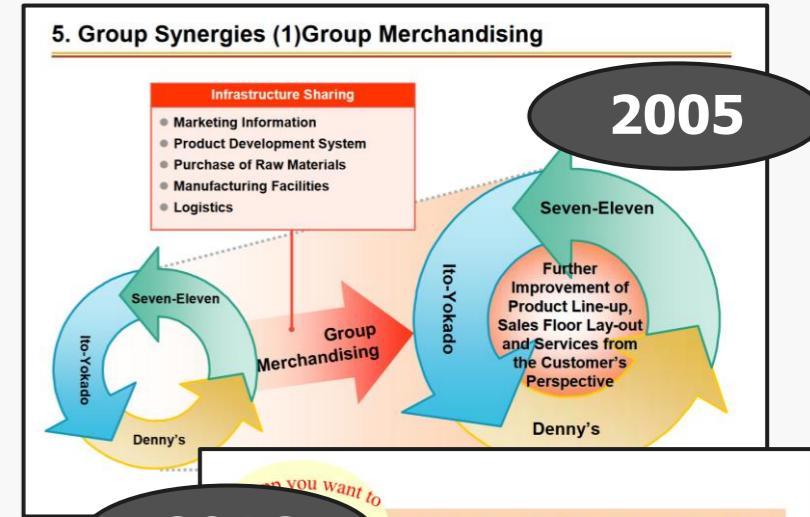 5. Group Synergies (1)Group Merchandising
Infrastructure Sharing
Marketing Information
Product Development System
Purchase of Raw Materials
Manufacturing Facilities
Logistics
2005
Seven-Eleven
Ito-Yokado
Denny's
Group
Merchandising
Seven-Eleven
Ito-Yokado
Further
Improvement of
Product Line-up,
Sales Floor Lay-out
and Services from
the Customer's
Perspective
Denny's
you want to